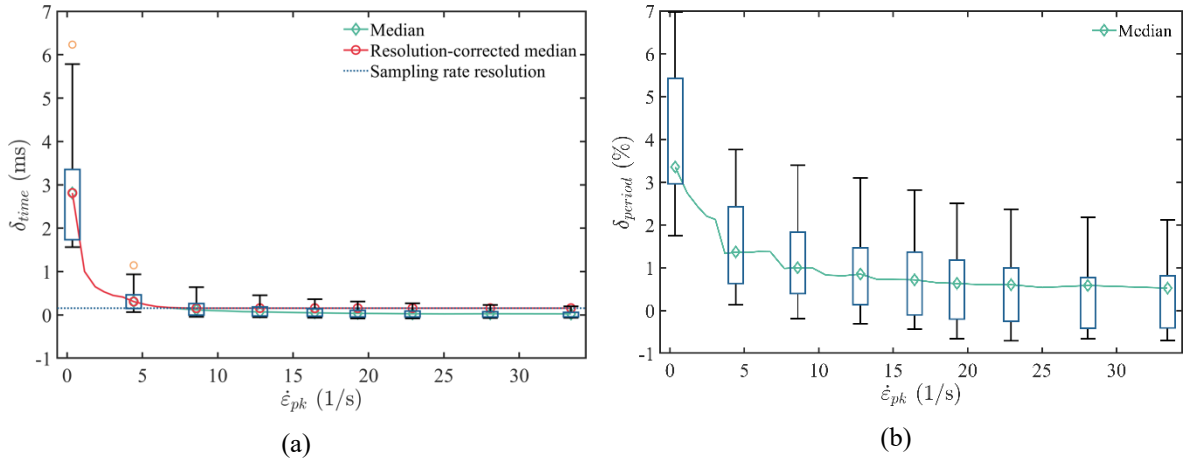 7
6
5
4
3
2
1
0
-1
δtime (ms)
Median
Resolution-corrected median
Sampling rate resolution
0 5 10 15 20 25 30
ε̇pk (1/s)
(a)
7
6
5
4
3
2
1
0
-1
δperiod (%)
Median
0 5 10 15 20 25 30
ε̇pk (1/s)
(b)